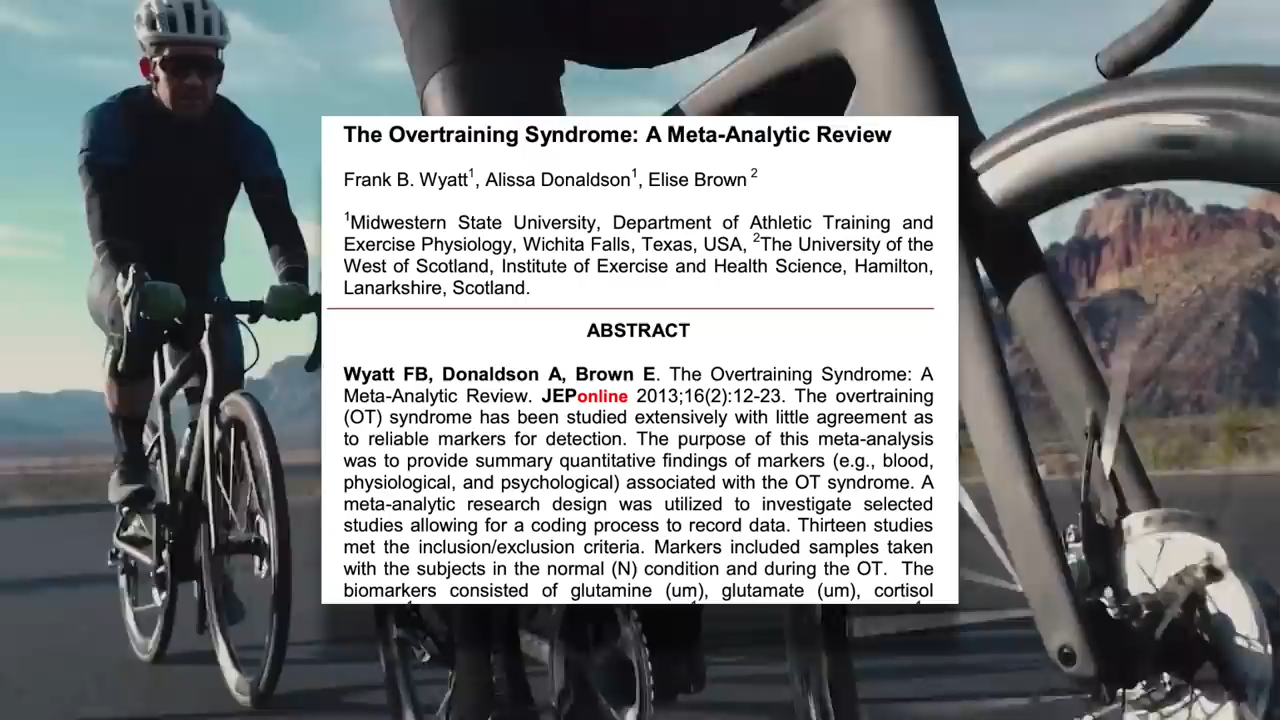 The Overtraining Syndrome: A Meta-Analytic Review
Frank B. Wyatt1, Alissa Donaldson1, Elise Brown 2
1Midwestern State University, Department of Athletic Training and
Exercise Physiology, Wichita Falls, Texas, USA, 2The University of the
West of Scotland, Institute of Exercise and Health Science, Hamilton,
Lanarkshire, Scotland.
ABSTRACT
Wyatt FB, Donaldson A, Brown E. The Overtraining Syndrome: A
Meta-Analytic Review. JEPonline 2013;16(2):12-23. The overtraining
(OT) syndrome has been studied extensively with little agreement as
to reliable markers for detection. The purpose of this meta-analysis
was to provide summary quantitative findings of markers (e.g., blood,
physiological, and psychological) associated with the OT syndrome. A
meta-analytic research design was utilized to investigate selected
studies allowing for a coding process to record data. Thirteen studies
met the inclusion/exclusion criteria. Markers included samples taken
with the subjects in the normal (N) condition and during the OT. The
biomarkers consisted of glutamine (um), glutamate (um), cortisol